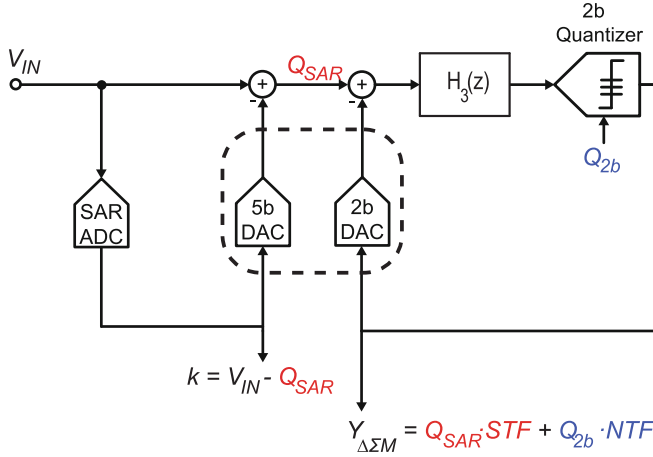 2b
Quantizer
V_IN
Q_SAR
+
-
+
-
H_3(z)
Q_2b
SAR
ADC
5b
DAC
2b
DAC
k = V_IN - Q_SAR
Y_ΔΣM = Q_SAR·STF + Q_2b·NTF